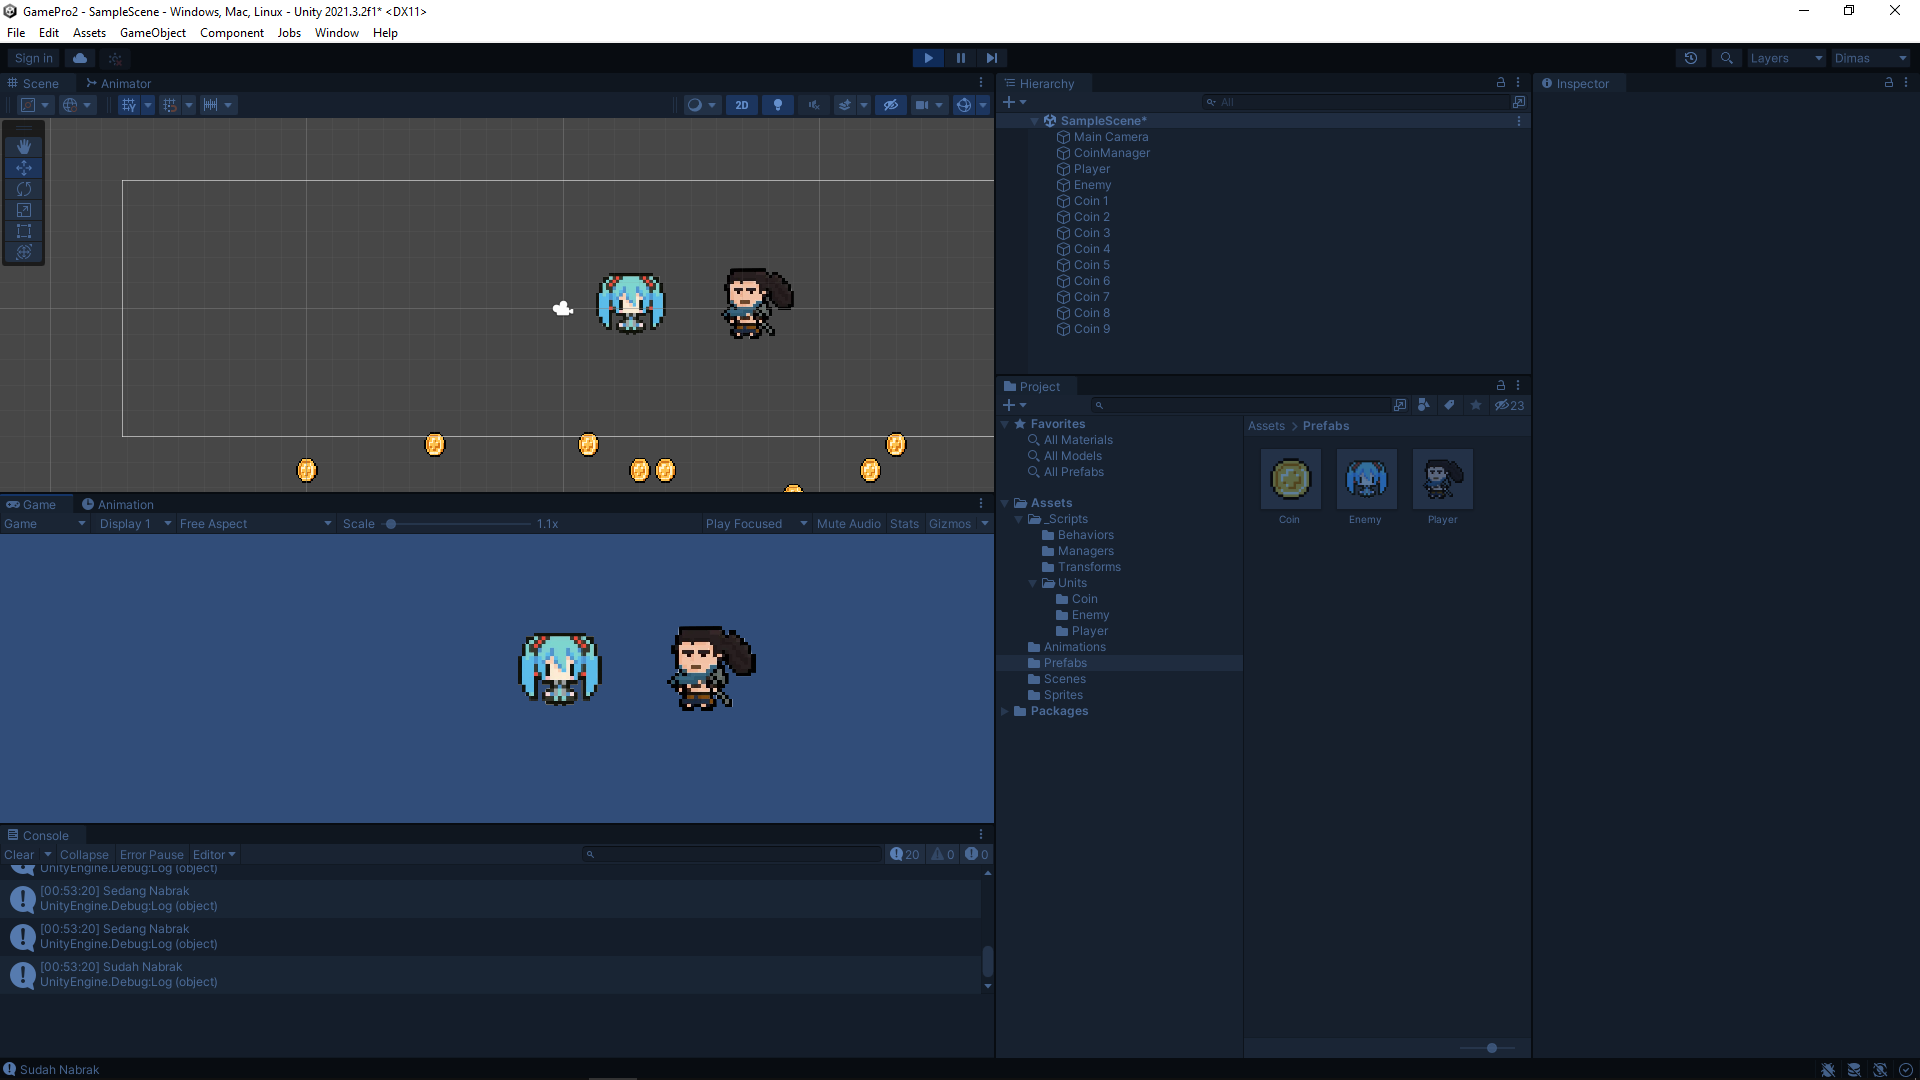 GamePro2 - SampleScene - Windows, Mac, Linux - Unity 2021.3.2f1* <DX11>
File Edit Assets GameObject Component Jobs Window Help
Sign in
Layers
Dimas
Scene
Animator
2D
Hierarchy
All
SampleScene*
Main Camera
CoinManager
Player
Enemy
Coin 1
Coin 2
Coin 3
Coin 4
Coin 5
Coin 6
Coin 7
Coin 8
Coin 9
Inspector
Game
Animation
Game Display 1 Free Aspect Scale 1.1x Play Focused Mute Audio Stats Gizmos
Project
23
Favorites
All Materials
All Models
All Prefabs
Assets
_Scripts
Behaviors
Managers
Transforms
Units
Coin
Enemy
Player
Animations
Prefabs
Scenes
Sprites
Packages
Assets > Prefabs
Coin
Enemy
Player
Console
Clear Collapse Error Pause Editor
20 0 0
UnityEngine.Debug:Log (object)
[00:53:20] Sedang Nabrak
UnityEngine.Debug:Log (object)
[00:53:20] Sedang Nabrak
UnityEngine.Debug:Log (object)
[00:53:20] Sudah Nabrak
UnityEngine.Debug:Log (object)
Sudah Nabrak